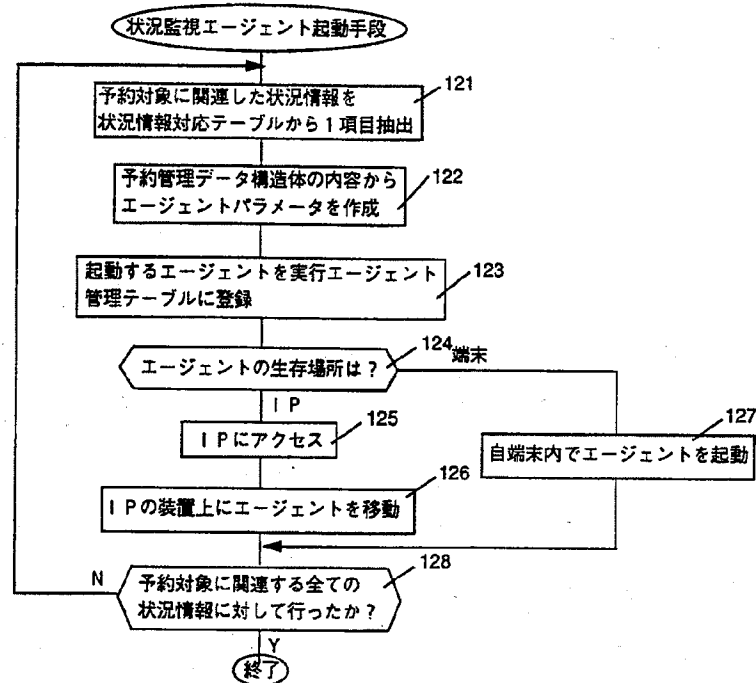 状況監視エージェント起動手段
予約対象に関連した状況情報を
状況情報対応テーブルから1項目抽出
121
予約管理データ構造体の内容から
エージェントパラメータを作成
122
起動するエージェントを実行エージェント
管理テーブルに登録
123
エージェントの生存場所は?
124
端末
IP
IPにアクセス
125
自端末内でエージェントを起動
127
IPの装置上にエージェントを移動
126
予約対象に関連する全ての
状況情報に対して行ったか?
128
N
Y
終了